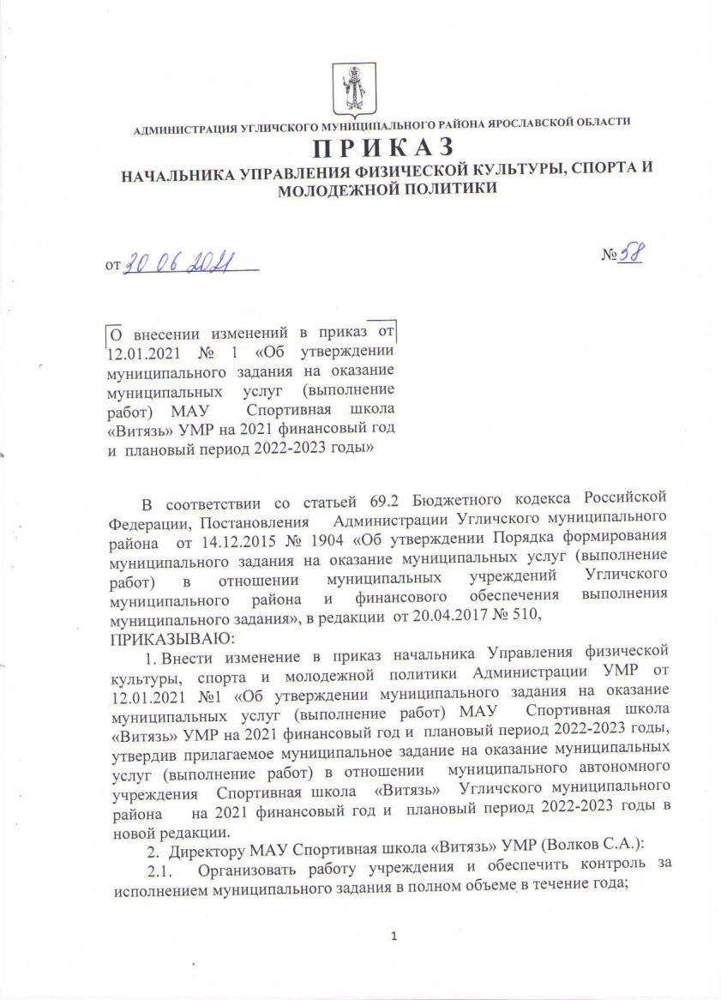 АДМИНИСТРАЦИЯ УГЛИЧСКОГО МУНИЦИПАЛЬНОГО РАЙОНА ЯРОСЛАВСКОЙ ОБЛАСТИ
П Р И К А З
НАЧАЛЬНИКА УПРАВЛЕНИЯ ФИЗИЧЕСКОЙ КУЛЬТУРЫ, СПОРТА И
МОЛОДЕЖНОЙ ПОЛИТИКИ
от 30 06 2021 № 58
О внесении изменений в приказ от
12.01.2021 № 1 «Об утверждении
муниципального задания на оказание
муниципальных услуг (выполнение
работ) МАУ Спортивная школа
«Витязь» УМР на 2021 финансовый год
и плановый период 2022-2023 годы»
В соответствии со статьей 69.2 Бюджетного кодекса Российской
Федерации, Постановления Администрации Угличского муниципального
района от 14.12.2015 № 1904 «Об утверждении Порядка формирования
муниципального задания на оказание муниципальных услуг (выполнение
работ) в отношении муниципальных учреждений Угличского
муниципального района и финансового обеспечения выполнения
муниципального задания», в редакции от 20.04.2017 № 510,
ПРИКАЗЫВАЮ:
1. Внести изменение в приказ начальника Управления физической
культуры, спорта и молодежной политики Администрации УМР от
12.01.2021 №1 «Об утверждении муниципального задания на оказание
муниципальных услуг (выполнение работ) МАУ Спортивная школа
«Витязь» УМР на 2021 финансовый год и плановый период 2022-2023 годы,
утвердив прилагаемое муниципальное задание на оказание муниципальных
услуг (выполнение работ) в отношении муниципального автономного
учреждения Спортивная школа «Витязь» Угличского муниципального
района на 2021 финансовый год и плановый период 2022-2023 годы в
новой редакции.
2. Директору МАУ Спортивная школа «Витязь» УМР (Волков С.А.):
2.1. Организовать работу учреждения и обеспечить контроль за
исполнением муниципального задания в полном объеме в течение года;
1